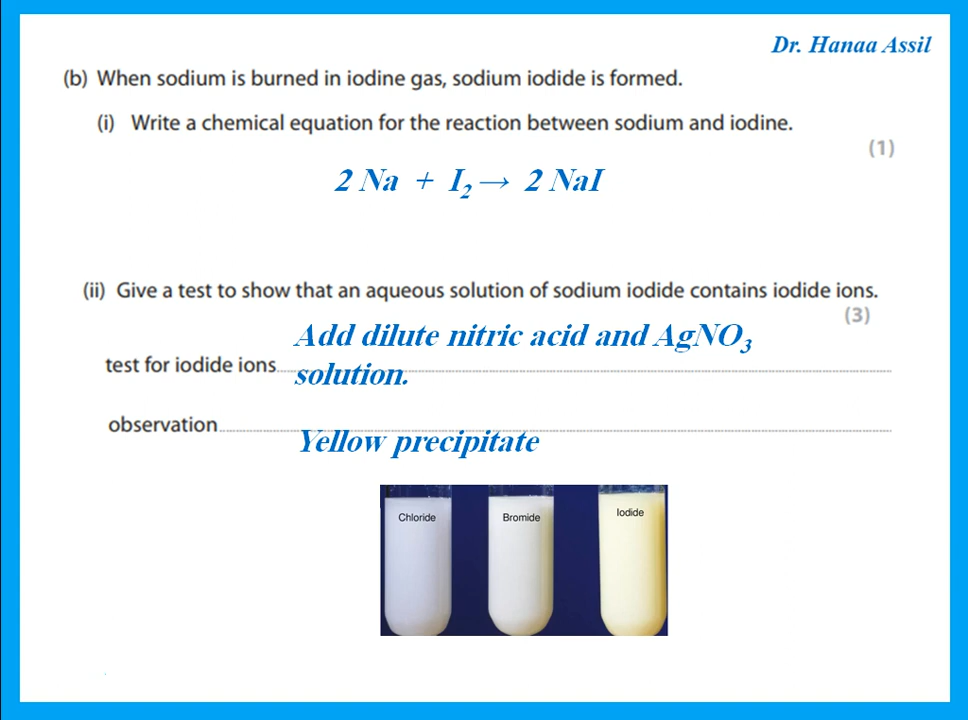 Dr. Hanaa Assil
(b) When sodium is burned in iodine gas, sodium iodide is formed.
(i) Write a chemical equation for the reaction between sodium and iodine.
(1)
2 Na + I₂ → 2 NaI
(ii) Give a test to show that an aqueous solution of sodium iodide contains iodide ions.
(3)
Add dilute nitric acid and AgNO₃
test for iodide ions
solution.
observation
Yellow precipitate
Chloride Bromide Iodide